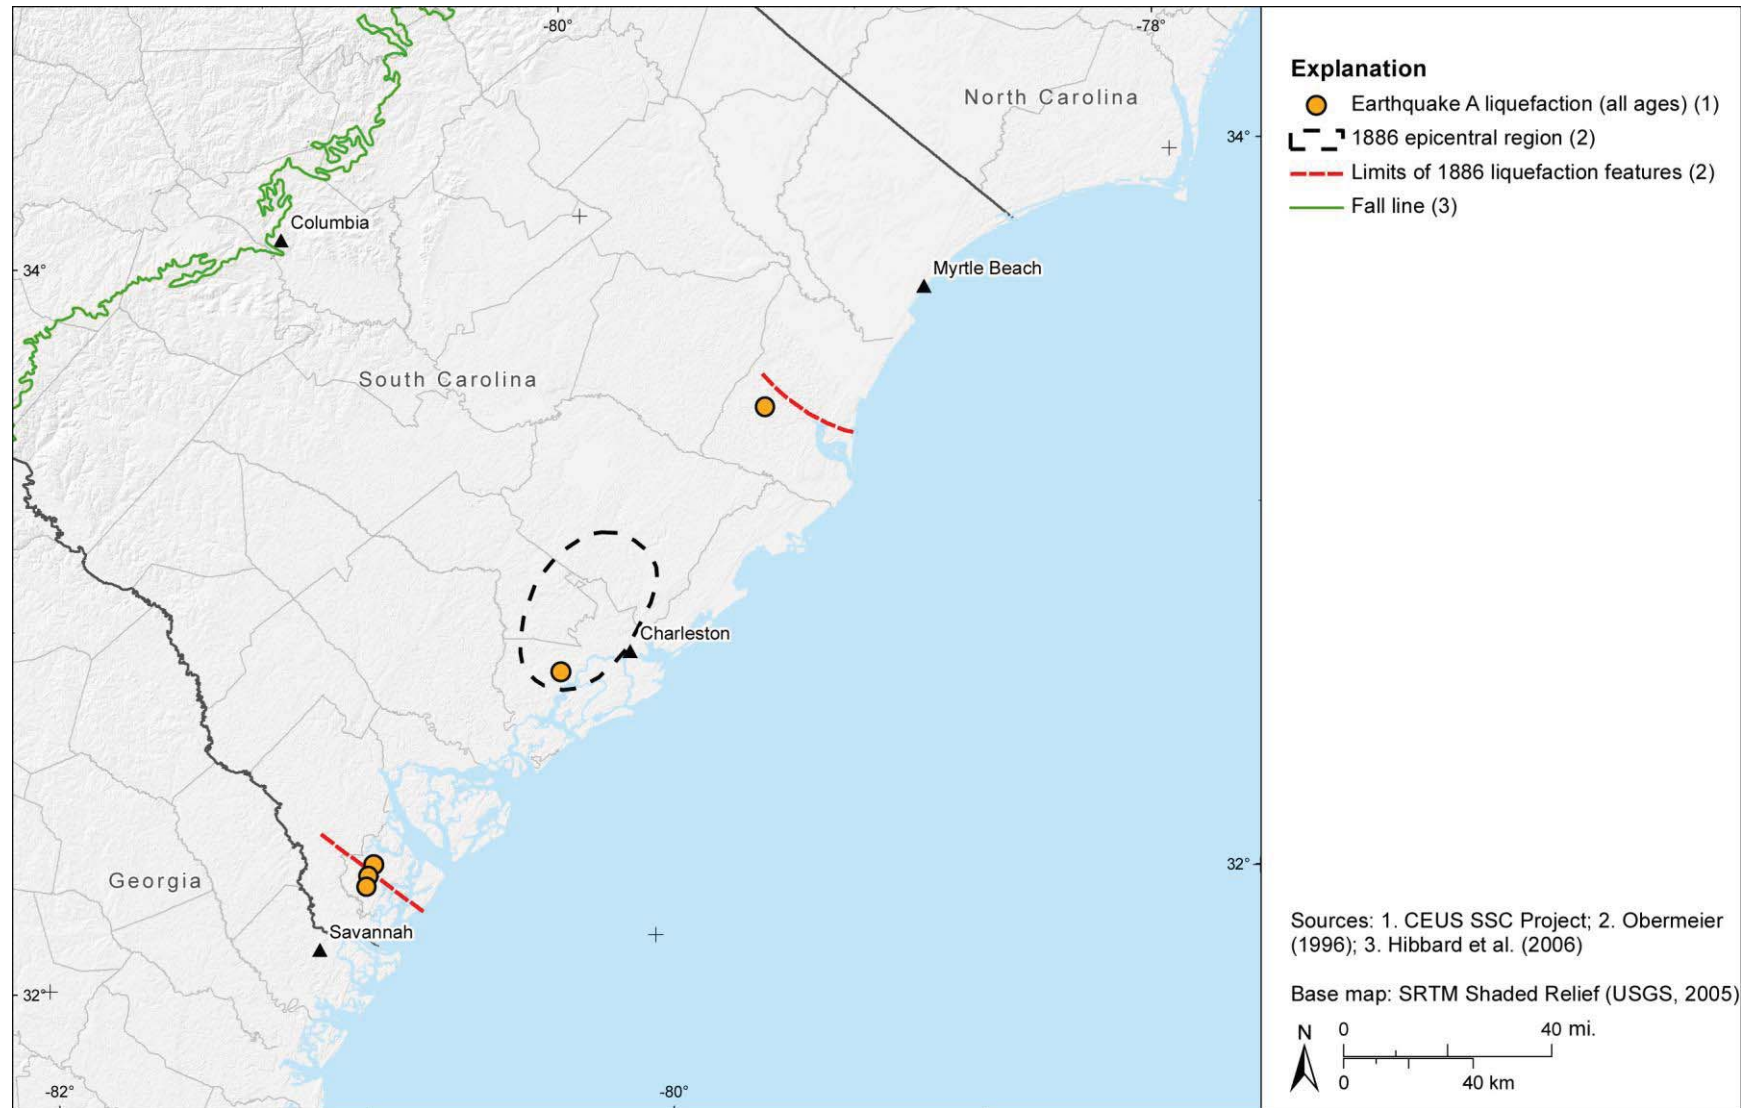 -80°
-78°
North Carolina
34°
Columbia
34°
Myrtle Beach
South Carolina
Charleston
Georgia
32°
Savannah
32°
-82°
-80°
Explanation
Earthquake A liquefaction (all ages) (1)
1886 epicentral region (2)
Limits of 1886 liquefaction features (2)
Fall line (3)
Sources: 1. CEUS SSC Project; 2. Obermeier
(1996); 3. Hibbard et al. (2006)
Base map: SRTM Shaded Relief (USGS, 2005)
N
0 40 mi.
0 40 km